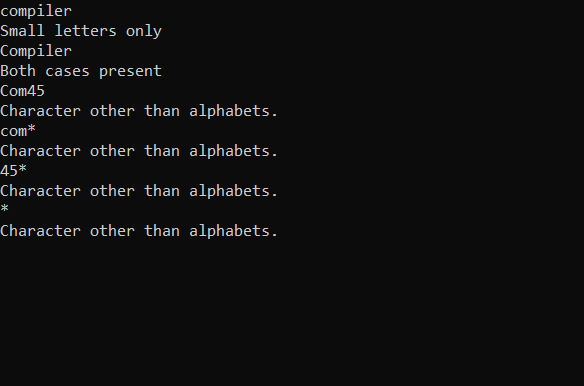 compiler
Small letters only
Compiler
Both cases present
Com45
Character other than alphabets.
com*
Character other than alphabets.
45*
Character other than alphabets.
*
Character other than alphabets.